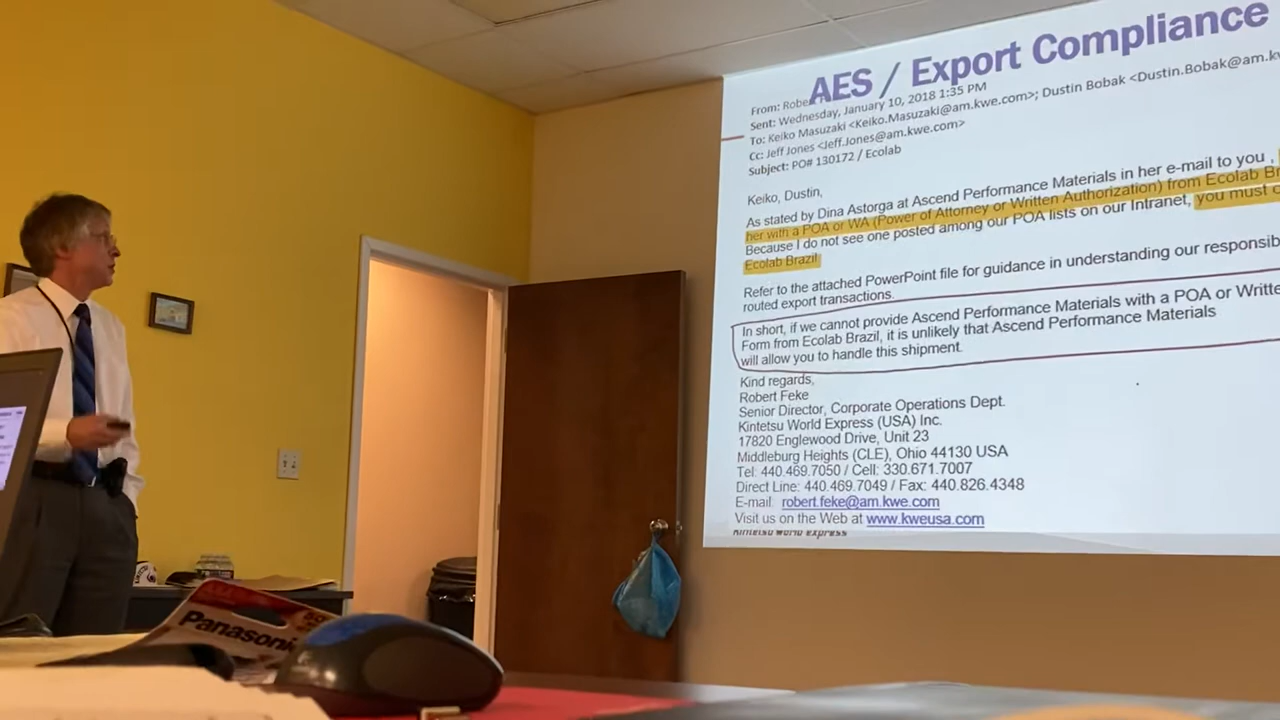 AES / Export Compliance
From: Robe
Sent: Wednesday, January 10, 2018 1:35 PM
To: Keiko Masuzaki <Keiko.Masuzaki@am.kwe.com>; Dustin Bobak <Dustin.Bobak@am.k
Cc: Jeff Jones <Jeff.Jones@am.kwe.com>
Subject: PO# 130172 / Ecolab
Keiko, Dustin,
As stated by Dina Astorga at Ascend Performance Materials in her e-mail to you ,
her with a POA or WA (Power of Attorney or Written Authorization) from Ecolab Br
Because I do not see one posted among our POA lists on our Intranet, you must o
Ecolab Brazil
Refer to the attached PowerPoint file for guidance in understanding our responsib
routed export transactions.
In short, if we cannot provide Ascend Performance Materials with a POA or Writte
Form from Ecolab Brazil, it is unlikely that Ascend Performance Materials
will allow you to handle this shipment.
Kind regards,
Robert Feke
Senior Director, Corporate Operations Dept.
Kintetsu World Express (USA) Inc.
17820 Englewood Drive, Unit 23
Middleburg Heights (CLE), Ohio 44130 USA
Tel: 440.469.7050 / Cell: 330.671.7007
Direct Line: 440.469.7049 / Fax: 440.826.4348
E-mail: robert.feke@am.kwe.com
Visit us on the Web at www.kweusa.com
Kintetsu World Express
Panasonic